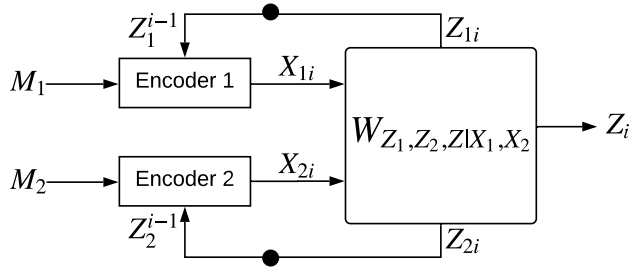 Z_1^{i-1}
Z_{1i}
M_1
Encoder 1
X_{1i}
W_{Z_1,Z_2,Z|X_1,X_2}
Z_i
M_2
Encoder 2
X_{2i}
Z_2^{i-1}
Z_{2i}